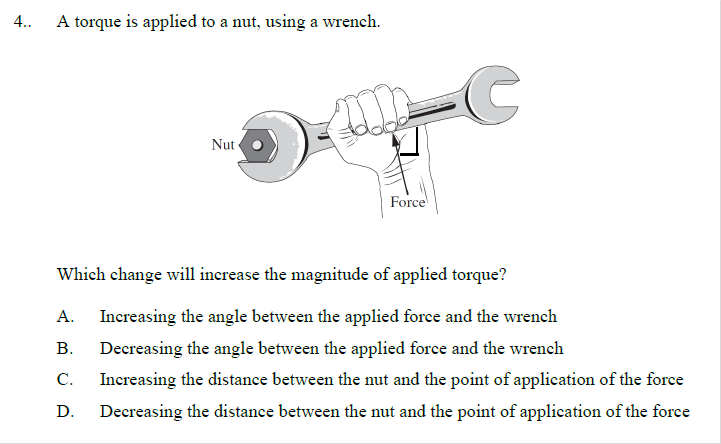 4.. A torque is applied to a nut, using a wrench.
Nut
Force
Which change will increase the magnitude of applied torque?
A. Increasing the angle between the applied force and the wrench
B. Decreasing the angle between the applied force and the wrench
C. Increasing the distance between the nut and the point of application of the force
D. Decreasing the distance between the nut and the point of application of the force